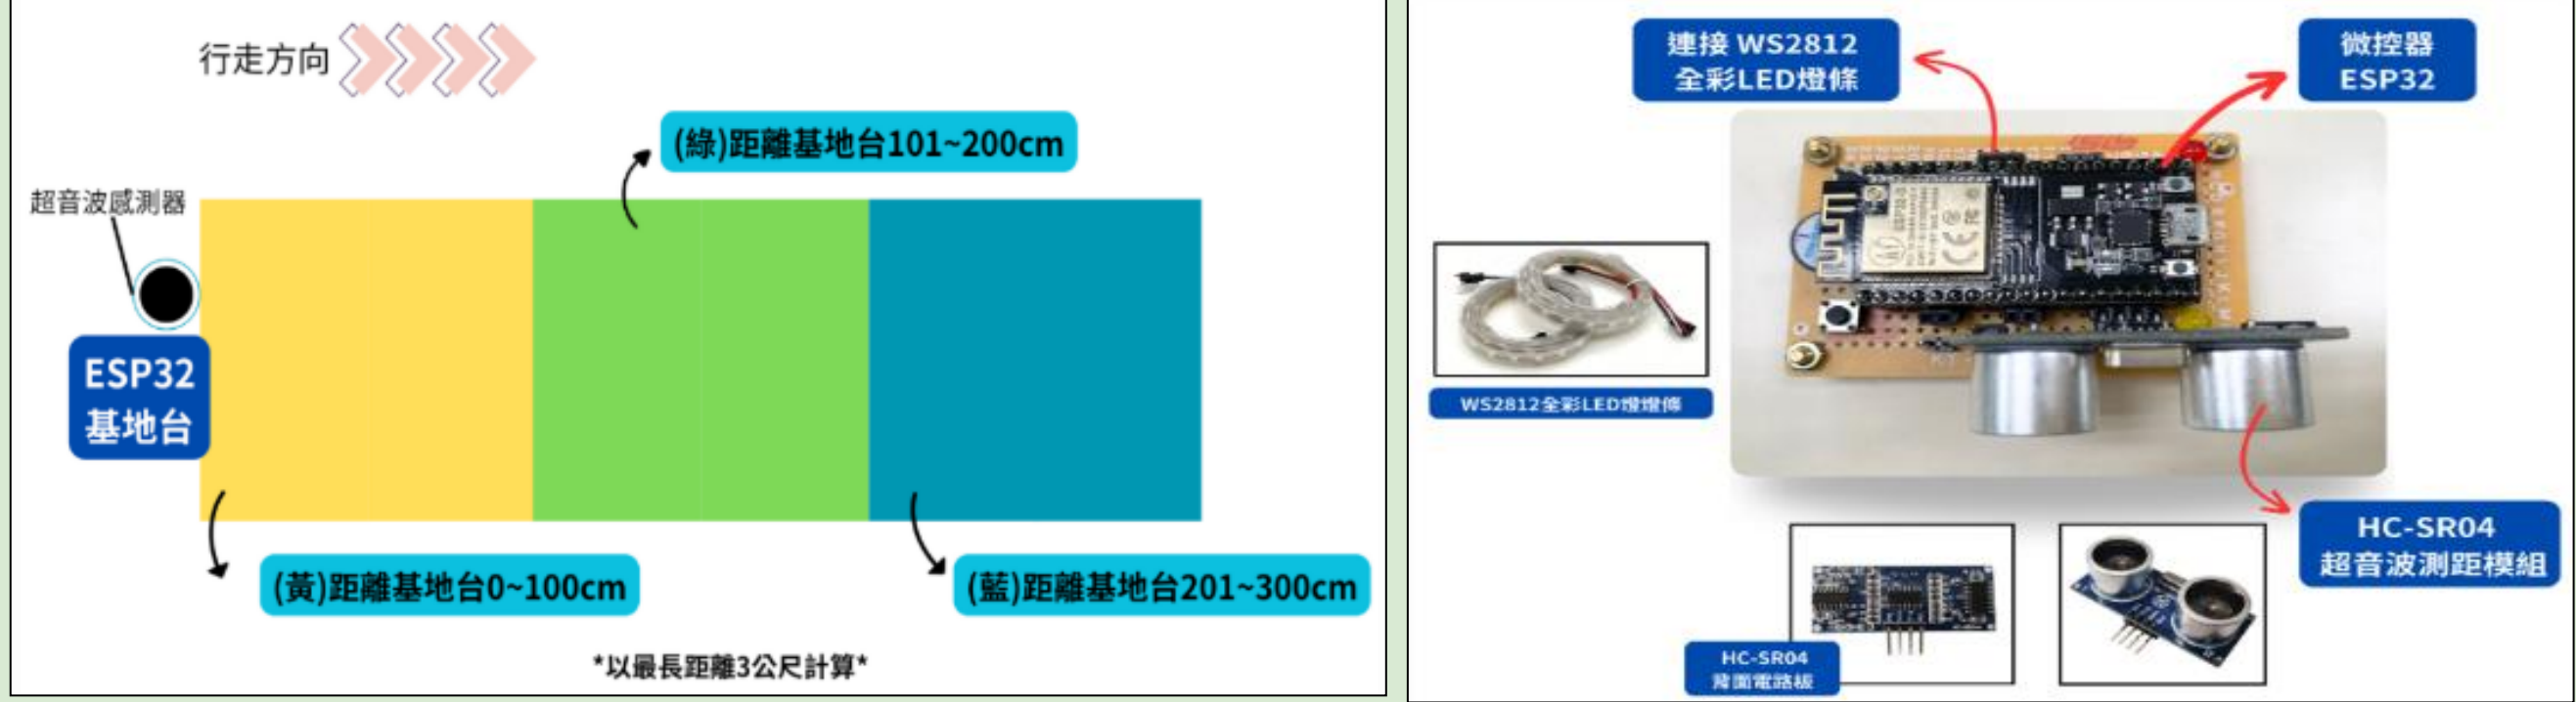 行走方向
(綠)距離基地台101~200cm
超音波感測器
ESP32
基地台
(黃)距離基地台0~100cm
(藍)距離基地台201~300cm
*以最長距離3公尺計算*
連接 WS2812
全彩LED燈條
微控器
ESP32
WS2812全彩LED燈燈條
HC-SR04
超音波測距模組
HC-SR04
背面電路板